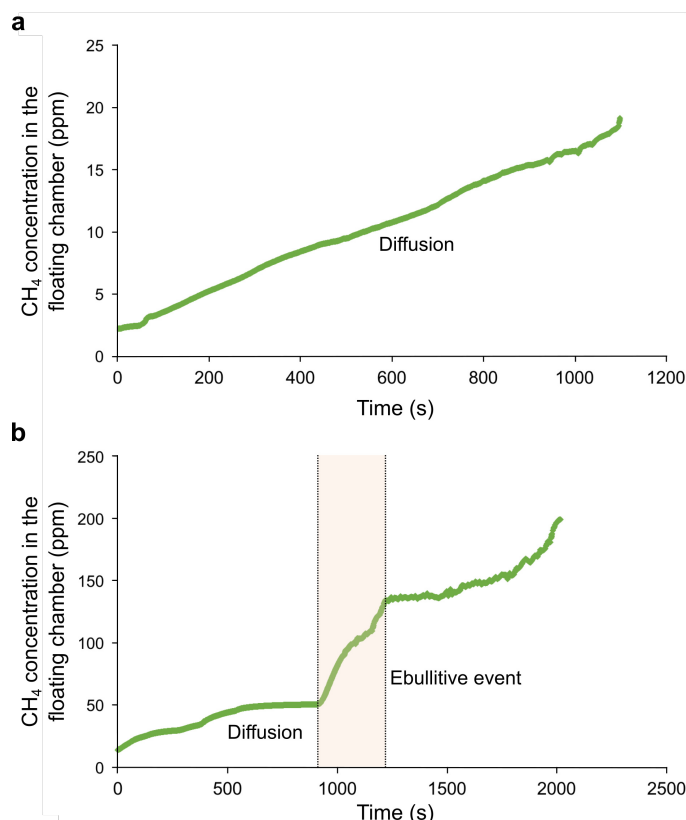 a
CH₄ concentration in the
floating chamber (ppm)
25
20
15
10
5
0
Diffusion
0 200 400 600 800 1000 1200
Time (s)
b
CH₄ concentration in the
floating chamber (ppm)
250
200
150
100
50
0
Ebullitive event
Diffusion
0 500 1000 1500 2000 2500
Time (s)